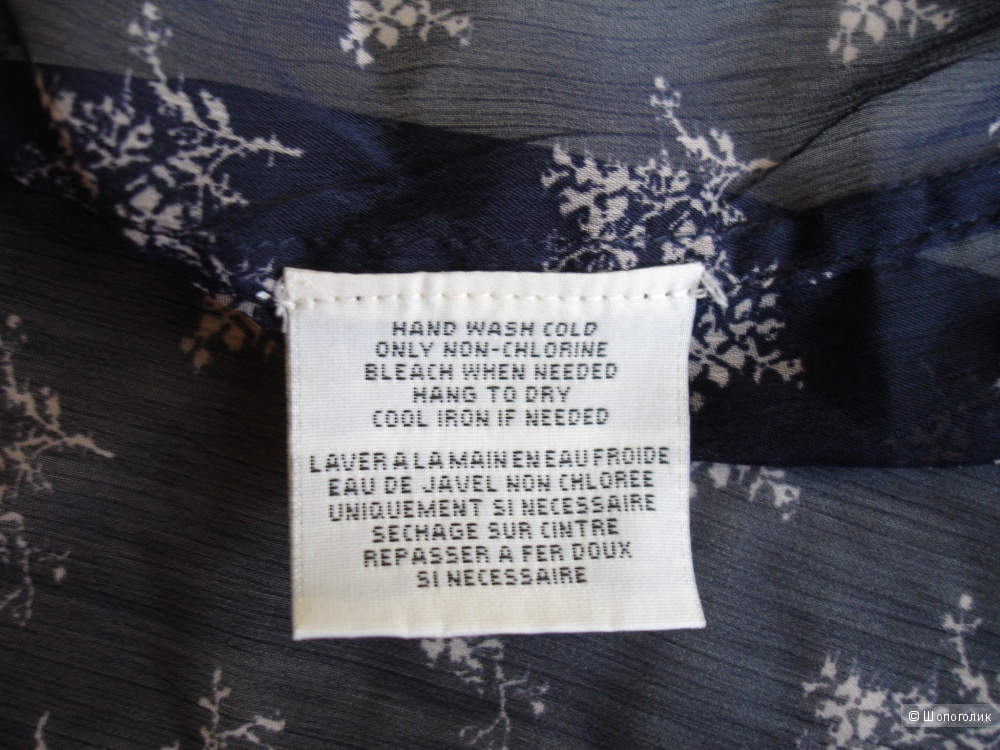 HAND WASH COLD
ONLY NON-CHLORINE
BLEACH WHEN NEEDED
HANG TO DRY
COOL IRON IF NEEDED
LAVER A LA MAIN EN EAU FROIDE
EAU DE JAVEL NON CHLOREE
UNIQUEMENT SI NECESSAIRE
SECHAGE SUR CINTRE
REPASSER A FER DOUX
SI NECESSAIRE
© Шопоголик